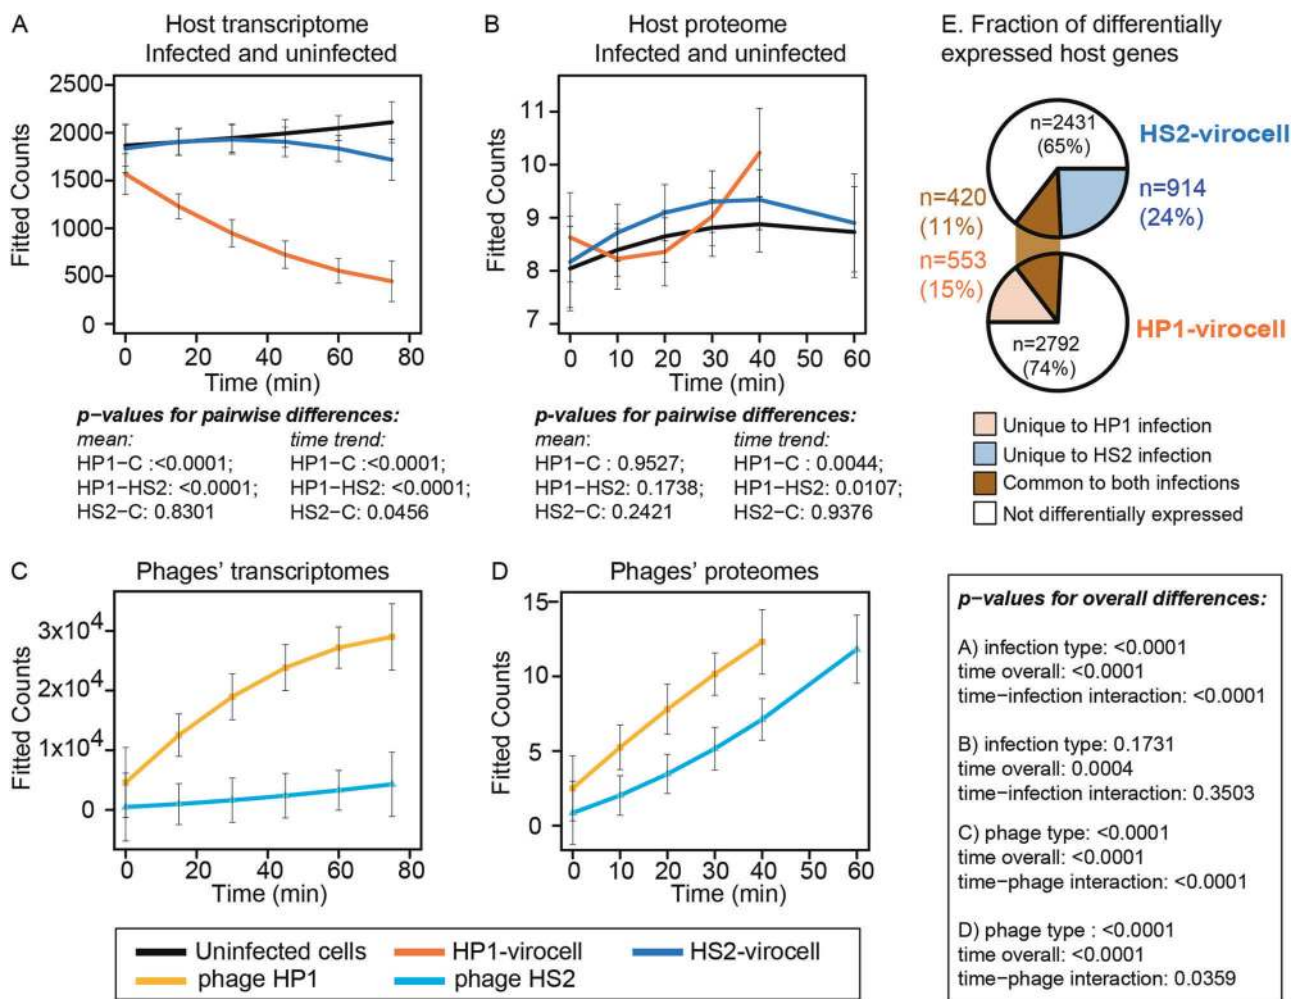 A
Host transcriptome
Infected and uninfected
2500
2000
1500
1000
500
0
Fitted Counts
0 20 40 60 80
Time (min)
p−values for pairwise differences:
mean: time trend:
HP1−C :<0.0001; HP1−C :<0.0001;
HP1−HS2: <0.0001; HP1−HS2: <0.0001;
HS2−C: 0.8301 HS2−C: 0.0456
B
Host proteome
Infected and uninfected
11
10
9
8
7
Fitted Counts
0 10 20 30 40 60
Time (min)
p-values for pairwise differences:
mean: time trend:
HP1−C : 0.9527; HP1−C : 0.0044;
HP1−HS2: 0.1738; HP1−HS2: 0.0107;
HS2−C: 0.2421 HS2−C: 0.9376
E. Fraction of differentially
expressed host genes
n=2431
(65%)
HS2-virocell
n=420
(11%)
n=914
(24%)
n=553
(15%)
HP1-virocell
n=2792
(74%)
Unique to HP1 infection
Unique to HS2 infection
Common to both infections
Not differentially expressed
C
Phages’ transcriptomes
3x10⁴
2x10⁴
1x10⁴
0
Fitted Counts
0 20 40 60 80
Time (min)
D
Phages’ proteomes
15
10
5
0
Fitted Counts
0 10 20 30 40 60
Time (min)
p−values for overall differences:
A) infection type: <0.0001
time overall: <0.0001
time−infection interaction: <0.0001
B) infection type: 0.1731
time overall: 0.0004
time−infection interaction: 0.3503
C) phage type: <0.0001
time overall: <0.0001
time−phage interaction: <0.0001
D) phage type : <0.0001
time overall: <0.0001
time−phage interaction: 0.0359
Uninfected cells HP1-virocell HS2-virocell
phage HP1 phage HS2